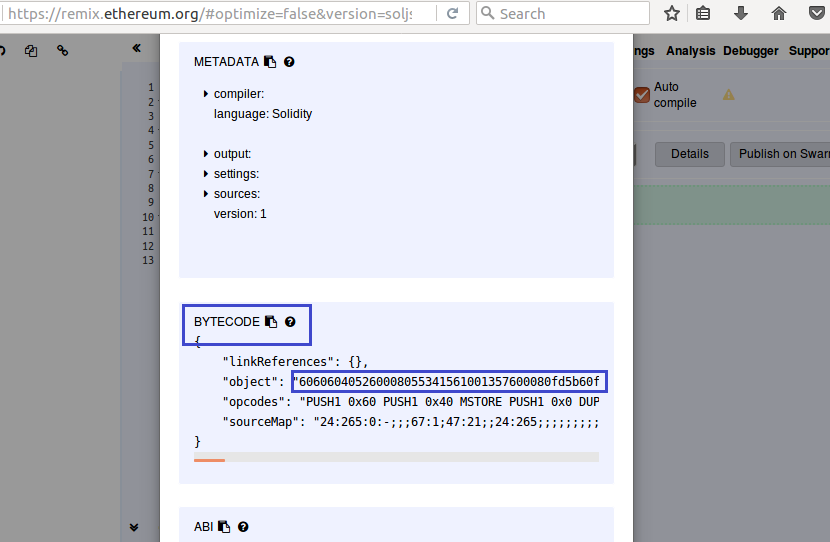 https://remix.ethereum.org/#optimize=false&version=solj
Search
ngs Analysis Debugger Suppor
Auto
compile
Details
Publish on Swar
1
2
3
4
5
6
7
8
9
10
11
12
13
METADATA
compiler:
language: Solidity
output:
settings:
sources:
version: 1
BYTECODE
{
"linkReferences": {},
"object": "6060604052600080553415610013576000 80fd5b60f
"opcodes": "PUSH1 0x60 PUSH1 0x40 MSTORE PUSH1 0x0 DUP
"sourceMap": "24:265:0:-;;;67:1;47:21;;24:265;;;;;;;;;
}
ABI